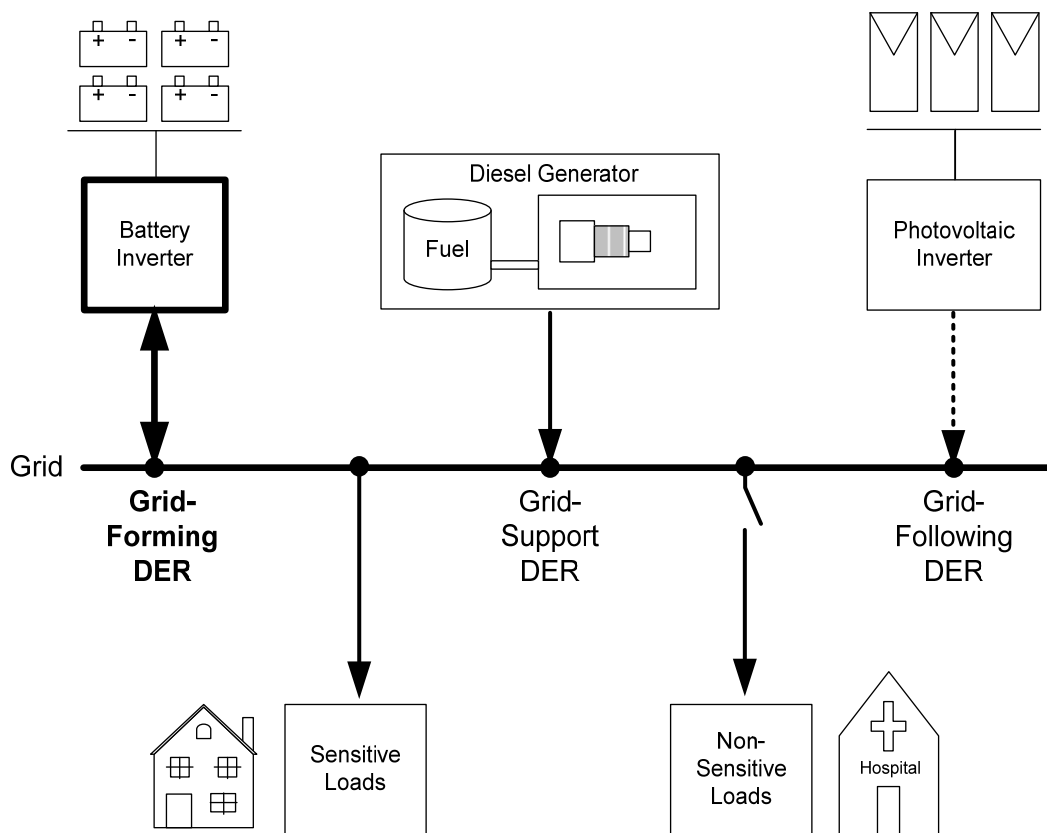 + -
+ -
+ -
+ -
Battery
Inverter
Diesel Generator
Fuel
Photovoltaic
Inverter
Grid
Grid-
Forming
DER
Grid-
Support
DER
Grid-
Following
DER
Sensitive
Loads
Non-
Sensitive
Loads
Hospital